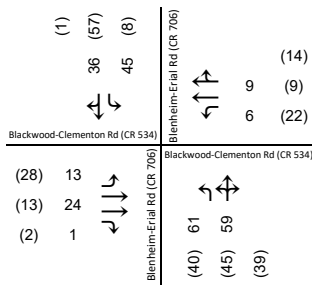 (1) (57) (8)
36 45
Blackwood-Clementon Rd (CR 534)
Blenheim-Erial Rd (CR 706)
(14)
9 (9)
6 (22)
(28) 13
(13) 24
(2) 1
Blenheim-Erial Rd (CR 706)
Blackwood-Clementon Rd (CR 534)
61 59
(40) (45) (39)